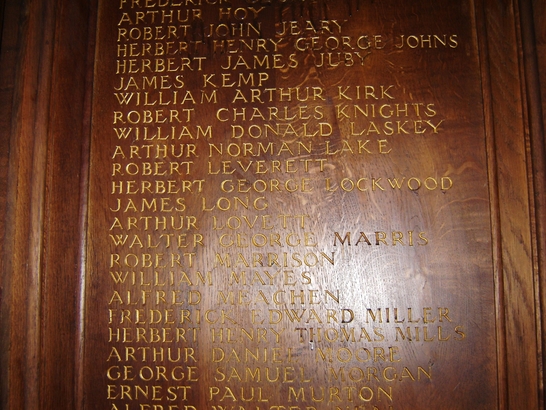 FREDERICK
ARTHUR HOY
ROBERT JOHN JEARY
HERBERT HENRY GEORGE JOHNS
HERBERT JAMES JUBY
JAMES KEMP
WILLIAM ARTHUR KIRK
ROBERT CHARLES KNIGHTS
WILLIAM DONALD LASKEY
ARTHUR NORMAN LAKE
ROBERT LEVERETT
HERBERT GEORGE LOCKWOOD
JAMES LONG
ARTHUR LOVETT
WALTER GEORGE MARRIS
ROBERT MARRISON
WILLIAM MAYES
ALFRED MEACHEN
FREDERICK EDWARD MILLER
HERBERT HENRY THOMAS MILLS
ARTHUR DANIEL MOORE
GEORGE SAMUEL MORGAN
ERNEST PAUL MURTON
ALFRED WALTER